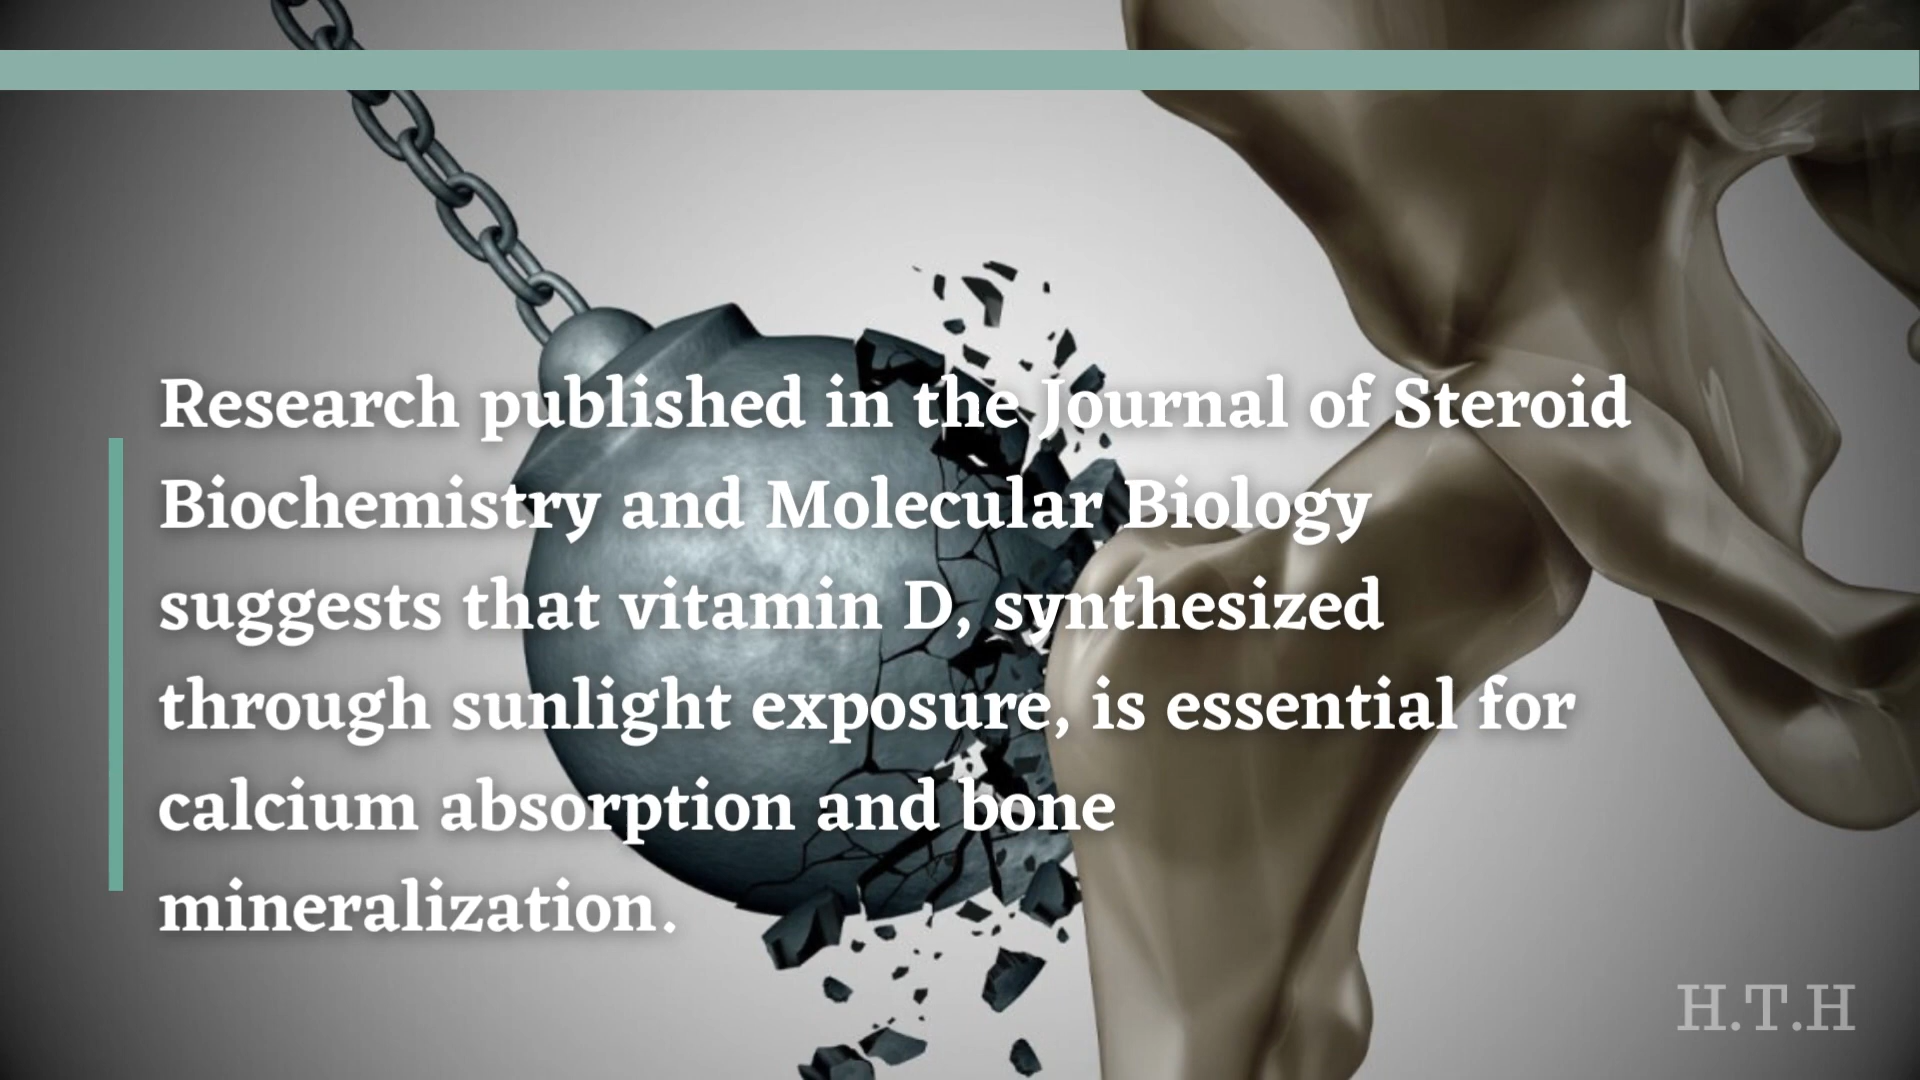 Research published in the Journal of Steroid
Biochemistry and Molecular Biology
suggests that vitamin D, synthesized
through sunlight exposure, is essential for
calcium absorption and bone
mineralization.
H.T.H